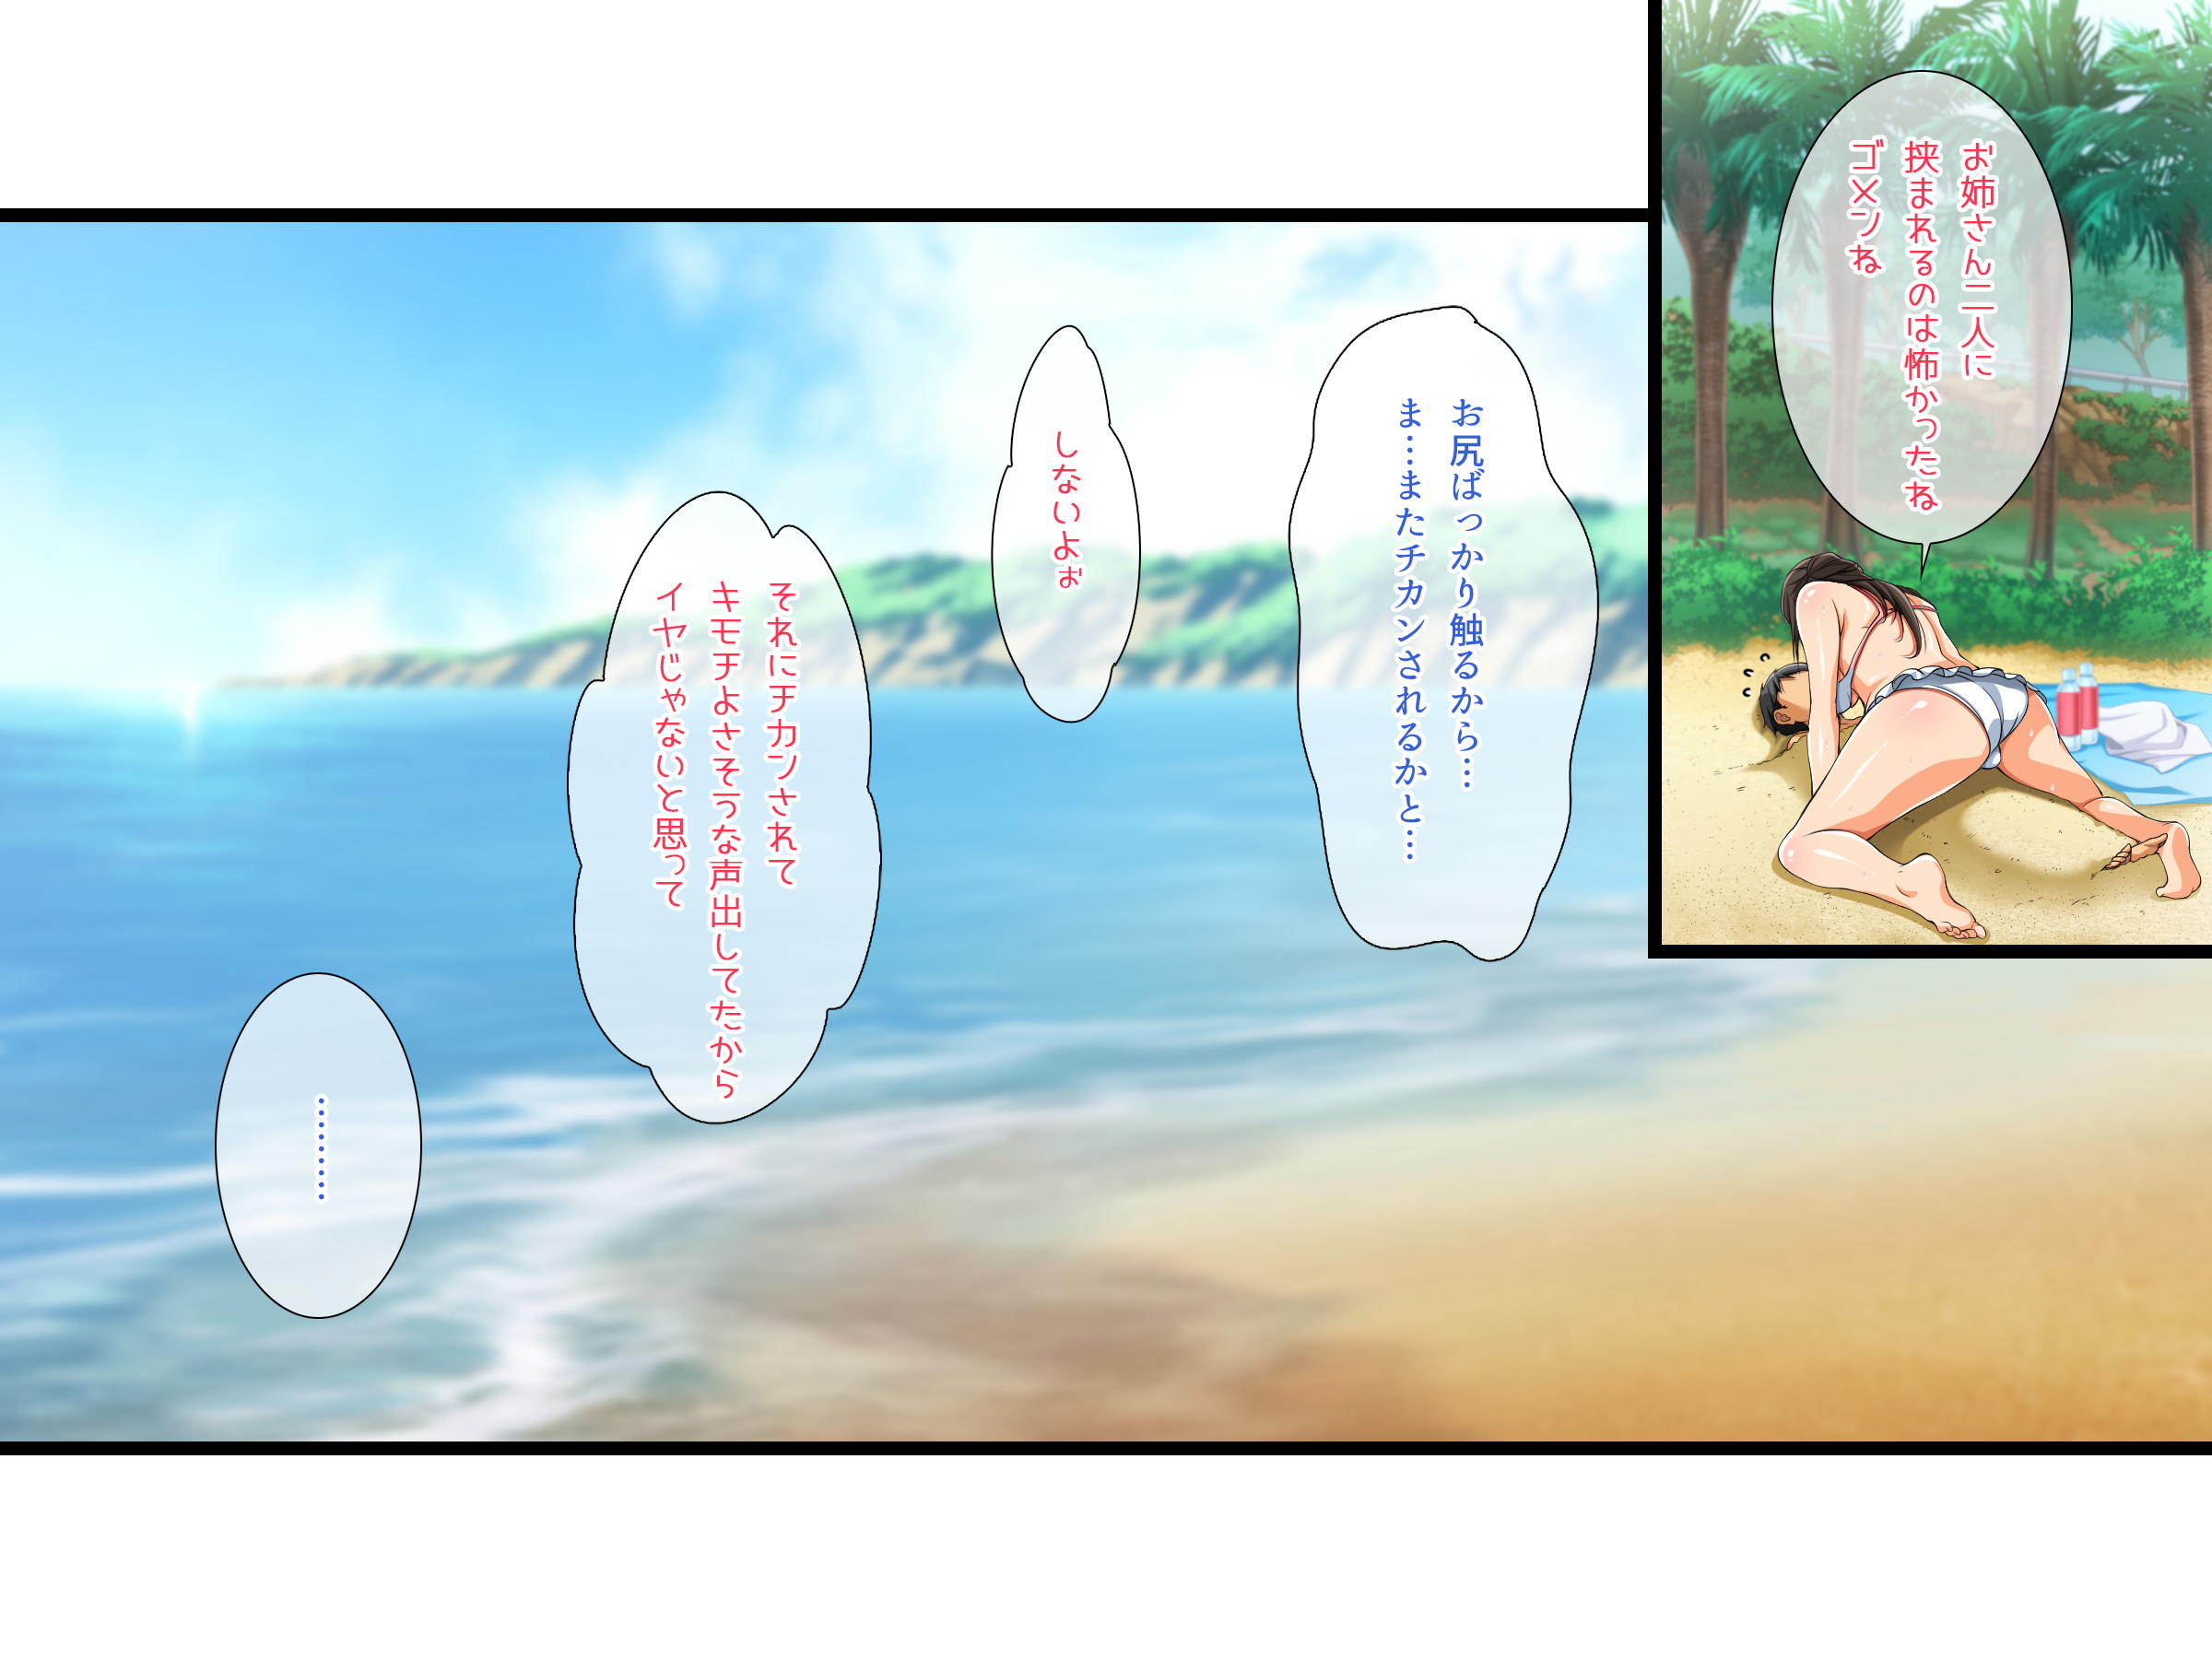 お姉さん二人に
挟まれるのは怖かったね
ゴメンね
お尻ばっかり触るから…
ま…またチカンされるかと…
しないよぉ
それにチカンされて
キモチよさそうな声出してたから
イヤじゃないと思って
………